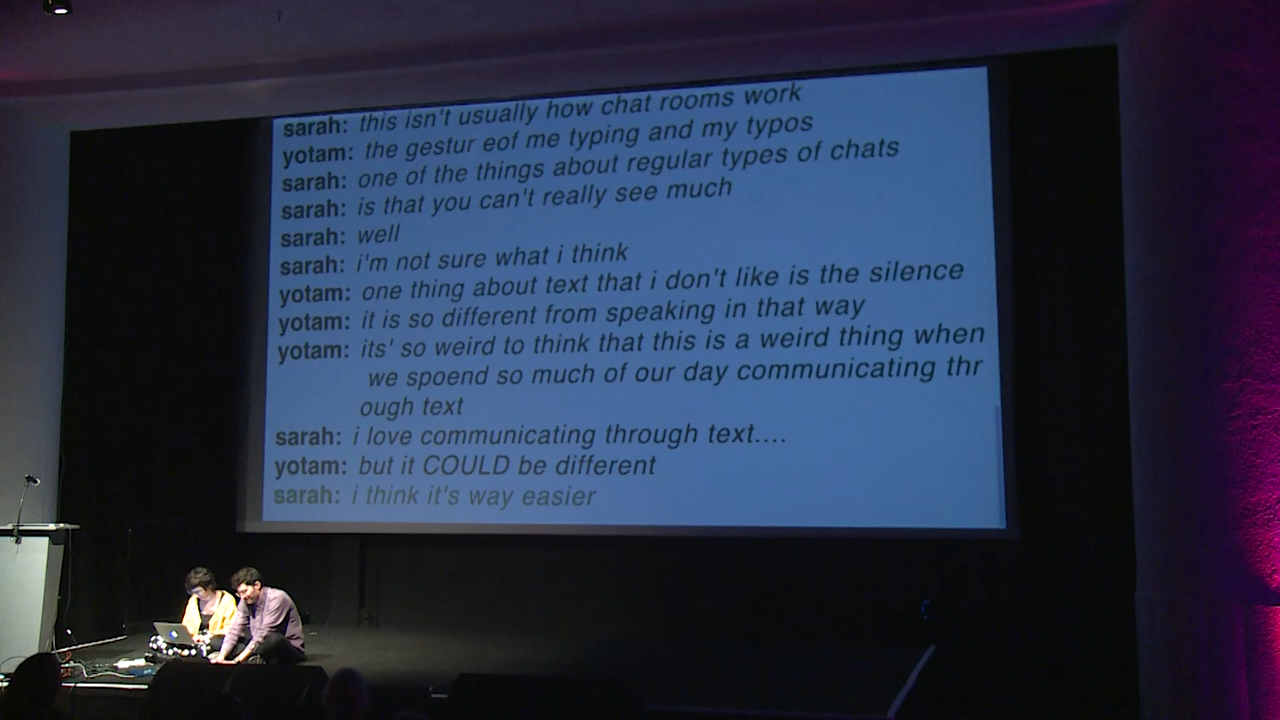 sarah: this isn't usually how chat rooms work
yotam: the gestur eof me typing and my typos
sarah: one of the things about regular types of chats
sarah: is that you can't really see much
sarah: well
sarah: i'm not sure what i think
yotam: one thing about text that i don't like is the silence
yotam: it is so different from speaking in that way
yotam: its' so weird to think that this is a weird thing when
we spoend so much of our day communicating thr
ough text
sarah: i love communicating through text....
yotam: but it COULD be different
sarah: i think it's way easier